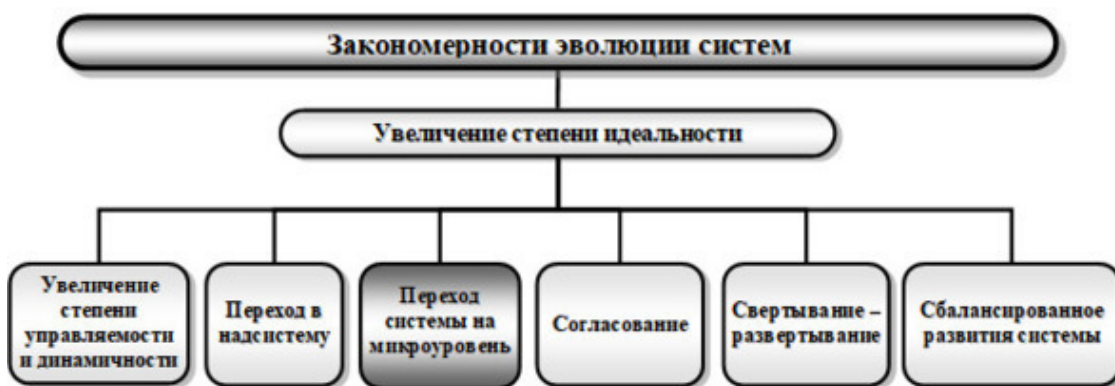 Закономерности эволюции систем
Увеличение степени идеальности
Увеличение
степени
управляемости
и динамичности
Переход в
надсистему
Переход
системы на
микроуровень
Согласование
Свертывание –
развертывание
Сбалансированное
развития системы